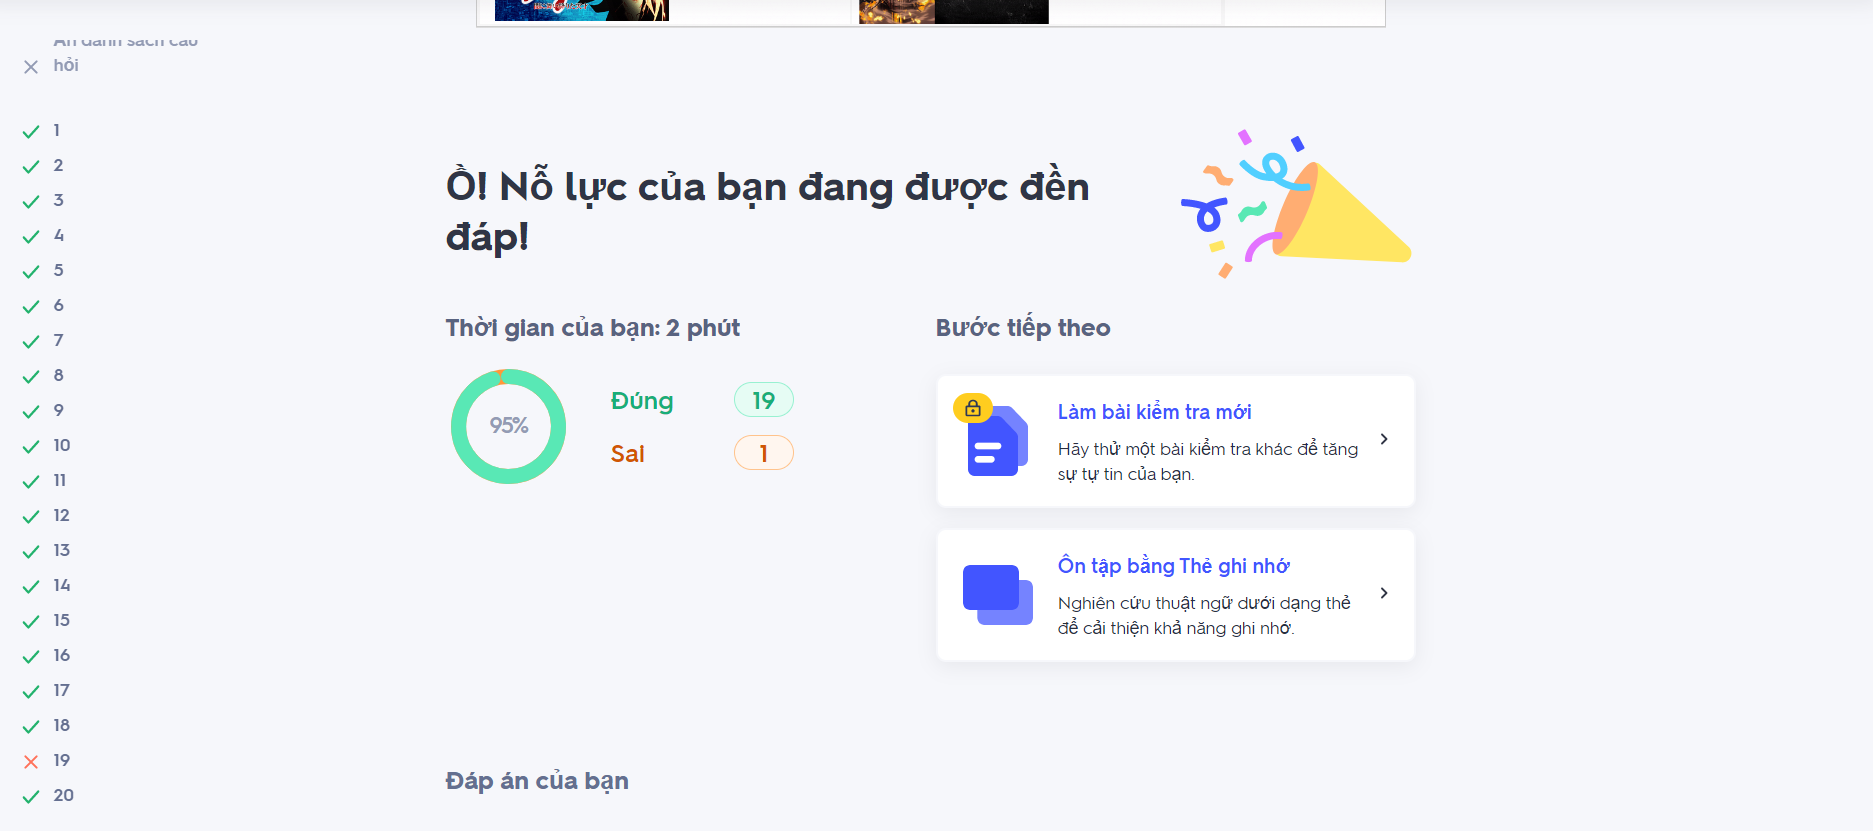 Ẩn danh sách câu
hỏi
1
2
3
4
5
6
7
8
9
10
11
12
13
14
15
16
17
18
19
20
Ồ! Nỗ lực của bạn đang được đền
đáp!
Thời gian của bạn: 2 phút
95%
Đúng 19
Sai 1
Bước tiếp theo
Làm bài kiểm tra mới
Hãy thử một bài kiểm tra khác để tăng
sự tự tin của bạn.
Ôn tập bằng Thẻ ghi nhớ
Nghiên cứu thuật ngữ dưới dạng thẻ
để cải thiện khả năng ghi nhớ.
Đáp án của bạn